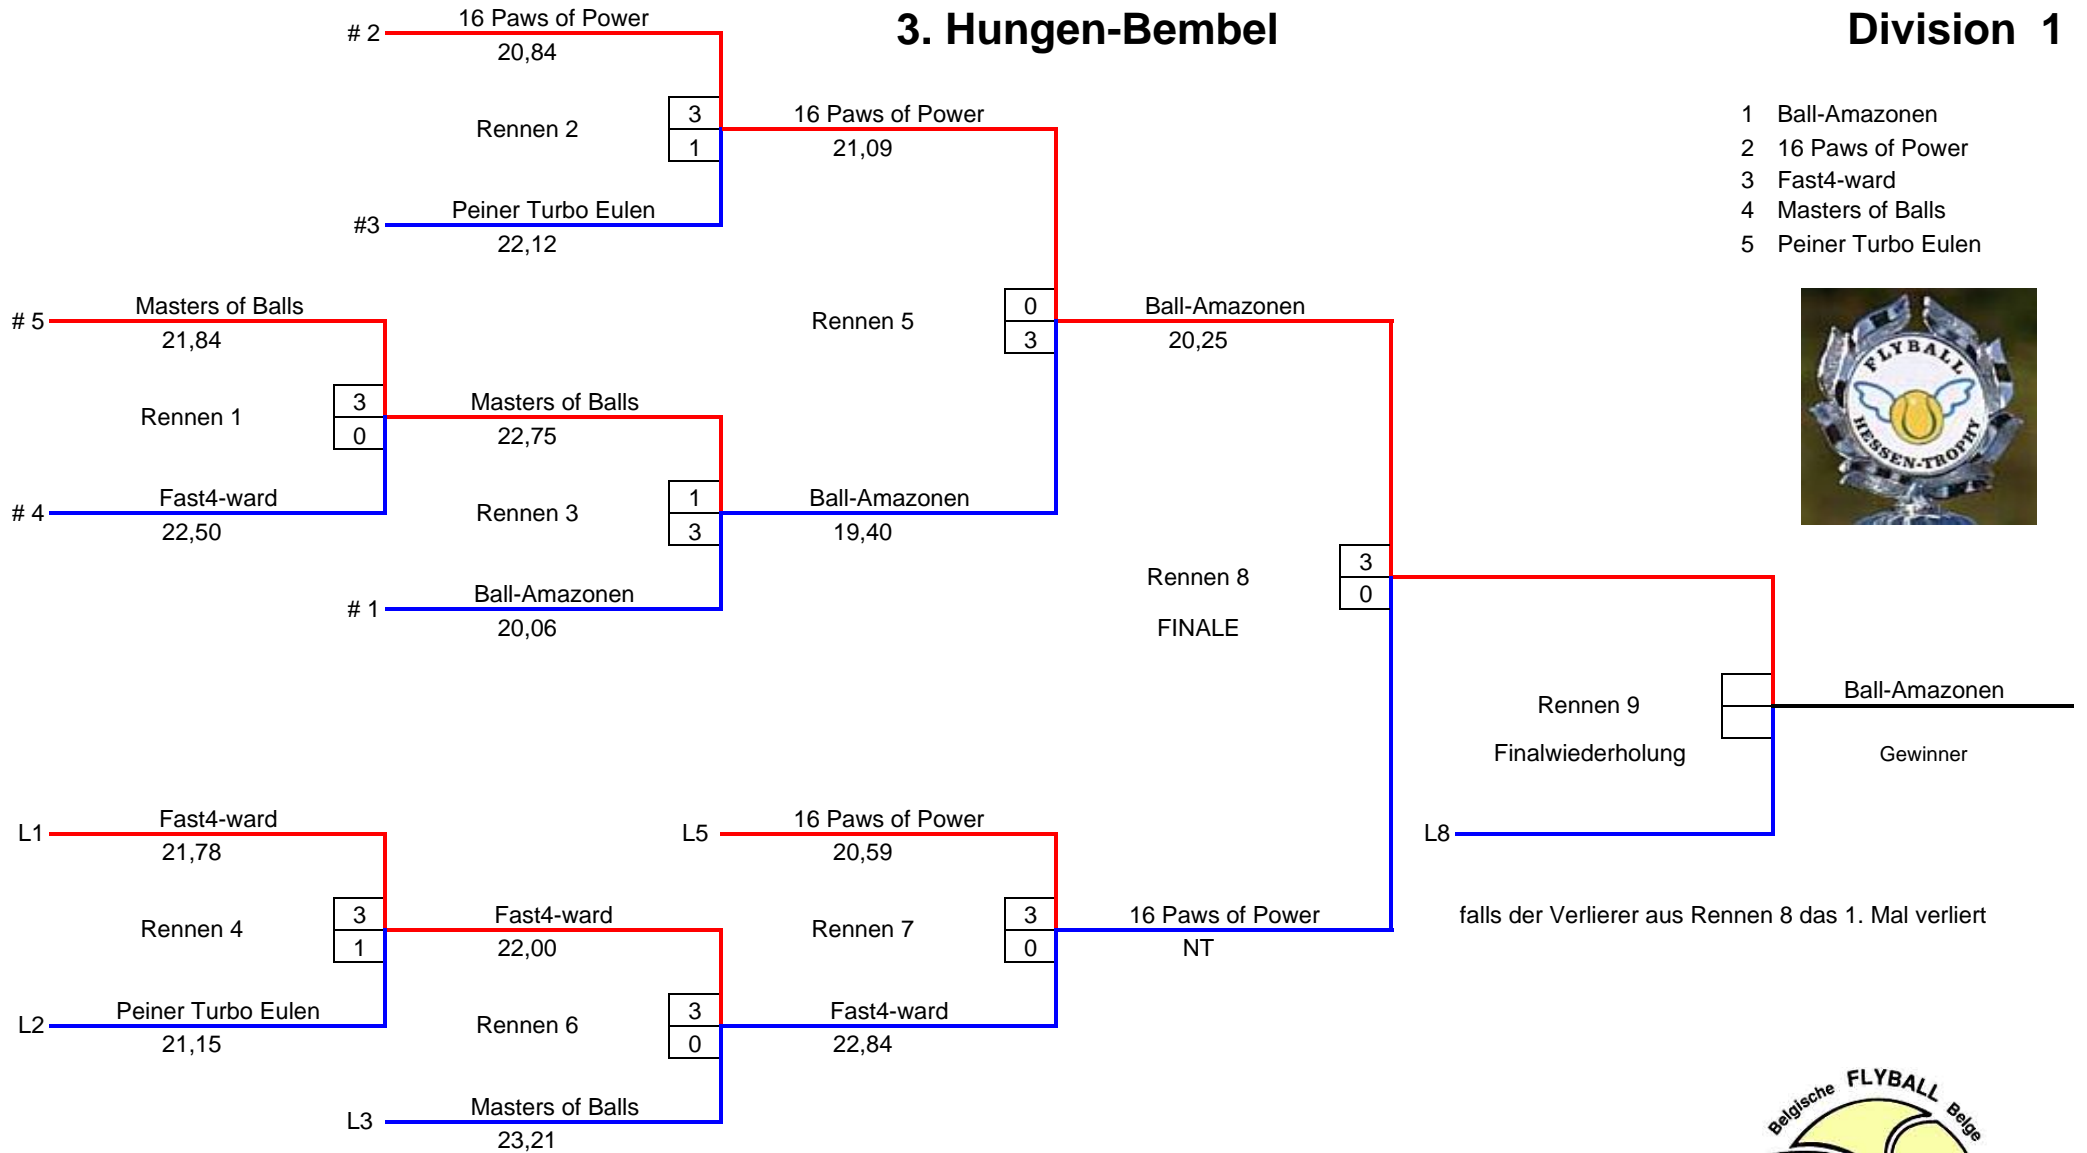 16 Paws of Power
# 2
20,84
3. Hungen-Bembel
Division 1
Rennen 2
3
1
16 Paws of Power
21,09
Peiner Turbo Eulen
#3
22,12
1 Ball-Amazonen
2 16 Paws of Power
3 Fast4-ward
4 Masters of Balls
5 Peiner Turbo Eulen
FLYBALL
HESSEN-TROPHY
Masters of Balls
# 5
21,84
Rennen 1
3
0
Fast4-ward
# 4
22,50
Masters of Balls
22,75
Rennen 3
1
3
Ball-Amazonen
# 1
20,06
Rennen 5
0
3
Ball-Amazonen
19,40
Ball-Amazonen
20,25
Rennen 8
3
0
FINALE
Rennen 9
Finalwiederholung
Ball-Amazonen
Gewinner
L8
falls der Verlierer aus Rennen 8 das 1. Mal verliert
Fast4-ward
L1
21,78
Rennen 4
3
1
Peiner Turbo Eulen
L2
21,15
Fast4-ward
22,00
Rennen 6
3
0
Masters of Balls
L3
23,21
16 Paws of Power
L5
20,59
Rennen 7
3
0
Fast4-ward
22,84
16 Paws of Power
NT
Belgische FLYBALL Belge